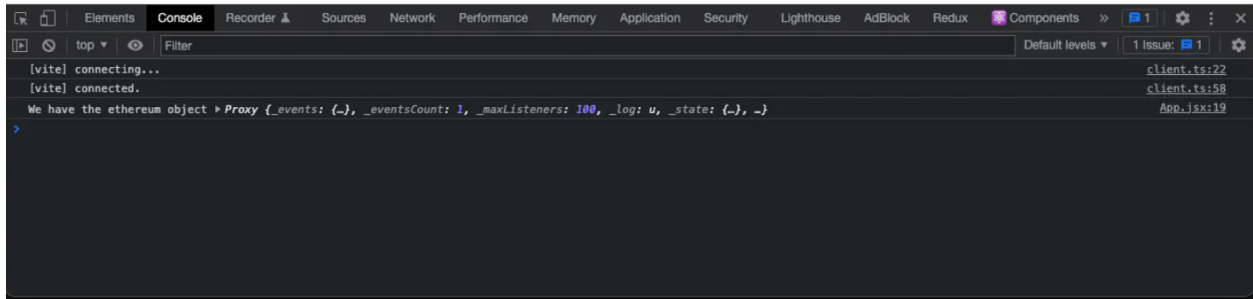 Elements Console Recorder Sources Network Performance Memory Application Security Lighthouse AdBlock Redux Components » 1
top ▾ Filter Default levels ▾ 1 Issue: 1
[vite] connecting... client.ts:22
[vite] connected. client.ts:58
We have the ethereum object ▸ Proxy {_events: {…}, _eventsCount: 1, _maxListeners: 100, _log: u, _state: {…}, …} App.jsx:19
>